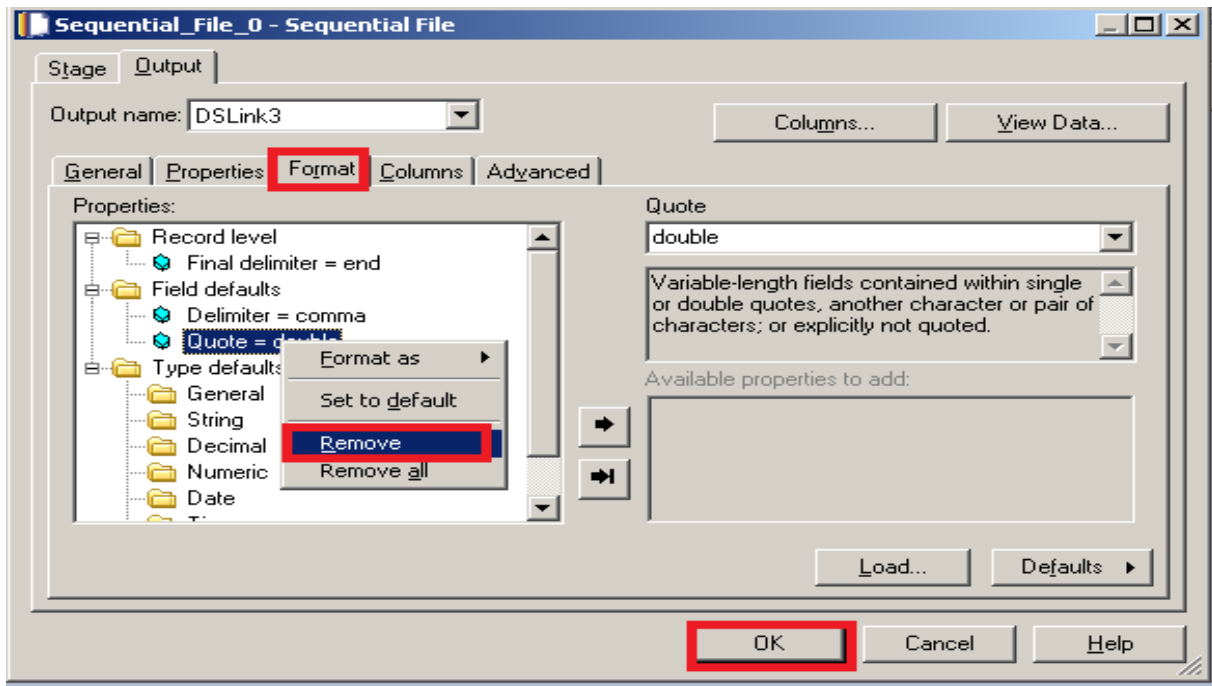 Sequential_File_0 - Sequential File
Stage Output
Output name: DSLink3
Columns... View Data...
General Properties Format Columns Advanced
Properties:
Quote
Record level
double
Final delimiter = end
Field defaults
Delimiter = comma
Quote =
Variable-length fields contained within single
or double quotes, another character or pair of
characters; or explicitly not quoted.
Type defaults
General
String
Decimal
Numeric
Date
Format as
Set to default
Remove
Remove all
Available properties to add:
Load... Defaults
OK Cancel Help